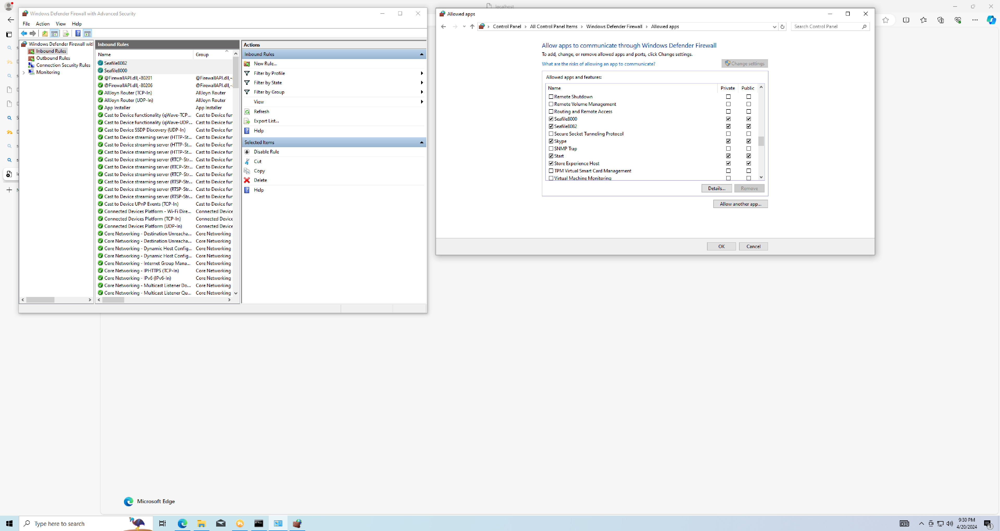 localhost
Windows Defender Firewall with Advanced Security
File Action View Help
Windows Defender Firewall wit
Inbound Rules
Outbound Rules
Connection Security Rules
Monitoring
Inbound Rules
Name Group
Seafile8082
Seafile8000
@FirewallAPI.dll,-80201 @FirewallAPI.dll,-
@FirewallAPI.dll,-80206 @FirewallAPI.dll,-
AllJoyn Router (TCP-In) AllJoyn Router
AllJoyn Router (UDP-In) AllJoyn Router
App Installer App Installer
Cast to Device functionality (qWave-TCP... Cast to Device fun
Cast to Device functionality (qWave-UDP... Cast to Device fun
Cast to Device SSDP Discovery (UDP-In) Cast to Device fun
Cast to Device streaming server (HTTP-St... Cast to Device fun
Cast to Device streaming server (HTTP-St... Cast to Device fun
Cast to Device streaming server (HTTP-St... Cast to Device fun
Cast to Device streaming server (RTCP-Str... Cast to Device fun
Cast to Device streaming server (RTCP-Str... Cast to Device fun
Cast to Device streaming server (RTCP-Str... Cast to Device fun
Cast to Device streaming server (RTSP-Str... Cast to Device fun
Cast to Device streaming server (RTSP-Str... Cast to Device fun
Cast to Device streaming server (RTSP-Str... Cast to Device fun
Cast to Device UPnP Events (TCP-In) Cast to Device fun
Connected Devices Platform - Wi-Fi Dire... Connected Device
Connected Devices Platform (TCP-In) Connected Device
Connected Devices Platform (UDP-In) Connected Device
Core Networking - Destination Unreacha... Core Networking
Core Networking - Destination Unreacha... Core Networking
Core Networking - Dynamic Host Config... Core Networking
Core Networking - Dynamic Host Config... Core Networking
Core Networking - Internet Group Mana... Core Networking
Core Networking - IPHTTPS (TCP-In) Core Networking
Core Networking - IPv6 (IPv6-In) Core Networking
Core Networking - Multicast Listener Do... Core Networking
Core Networking - Multicast Listener Qu... Core Networking
Actions
Inbound Rules
New Rule...
Filter by Profile
Filter by State
Filter by Group
View
Refresh
Export List...
Help
Selected Items
Disable Rule
Cut
Copy
Delete
Help
Allowed apps
Control Panel > All Control Panel Items > Windows Defender Firewall > Allowed apps
Search Control Panel
Allow apps to communicate through Windows Defender Firewall
To add, change, or remove allowed apps and ports, click Change settings.
What are the risks of allowing an app to communicate?
Change settings
Allowed apps and features:
Name Private Public
Remote Shutdown
Remote Volume Management
Routing and Remote Access
Seafile8000
Seafile8082
Secure Socket Tunneling Protocol
Skype
SNMP Trap
Start
Store Experience Host
TPM Virtual Smart Card Management
Virtual Machine Monitoring
Details... Remove
Allow another app...
OK Cancel
Microsoft Edge
Type here to search
9:30 PM
4/20/2024
1